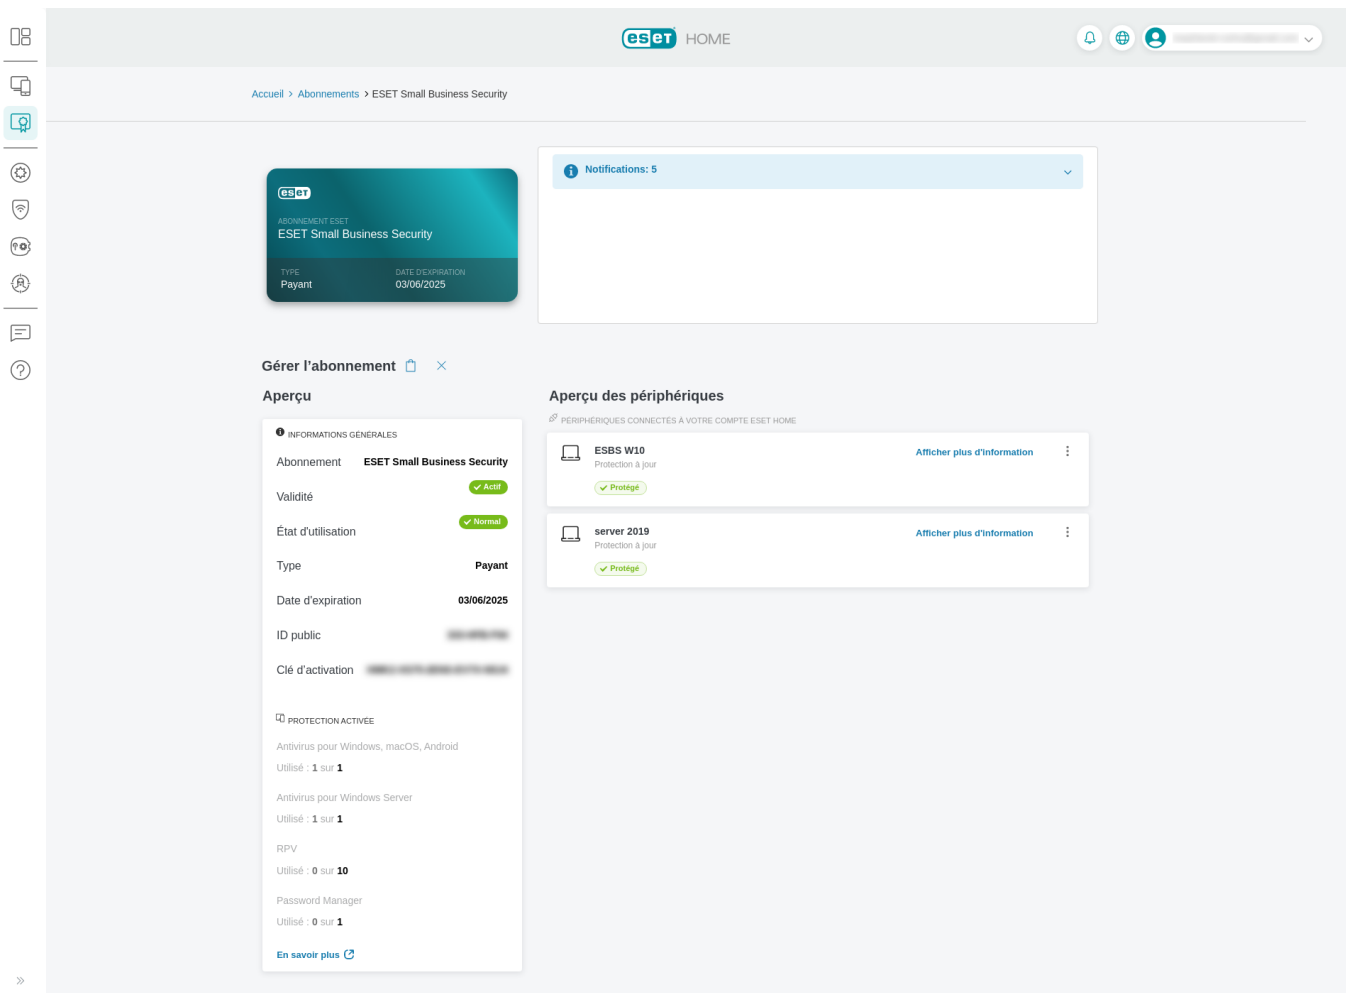 eset HOME
Accueil > Abonnements > ESET Small Business Security
eset
ABONNEMENT ESET
ESET Small Business Security
TYPE
Payant
DATE D'EXPIRATION
03/06/2025
Notifications: 5
Gérer l'abonnement
Aperçu
INFORMATIONS GÉNÉRALES
Abonnement ESET Small Business Security
Validité Actif
État d'utilisation Normal
Type Payant
Date d'expiration 03/06/2025
ID public
Clé d'activation
PROTECTION ACTIVÉE
Antivirus pour Windows, macOS, Android
Utilisé : 1 sur 1
Antivirus pour Windows Server
Utilisé : 1 sur 1
RPV
Utilisé : 0 sur 10
Password Manager
Utilisé : 0 sur 1
En savoir plus
Aperçu des périphériques
PÉRIPHÉRIQUES CONNECTÉS À VOTRE COMPTE ESET HOME
ESBS W10
Protection à jour
Protégé
Afficher plus d'information
server 2019
Protection à jour
Protégé
Afficher plus d'information